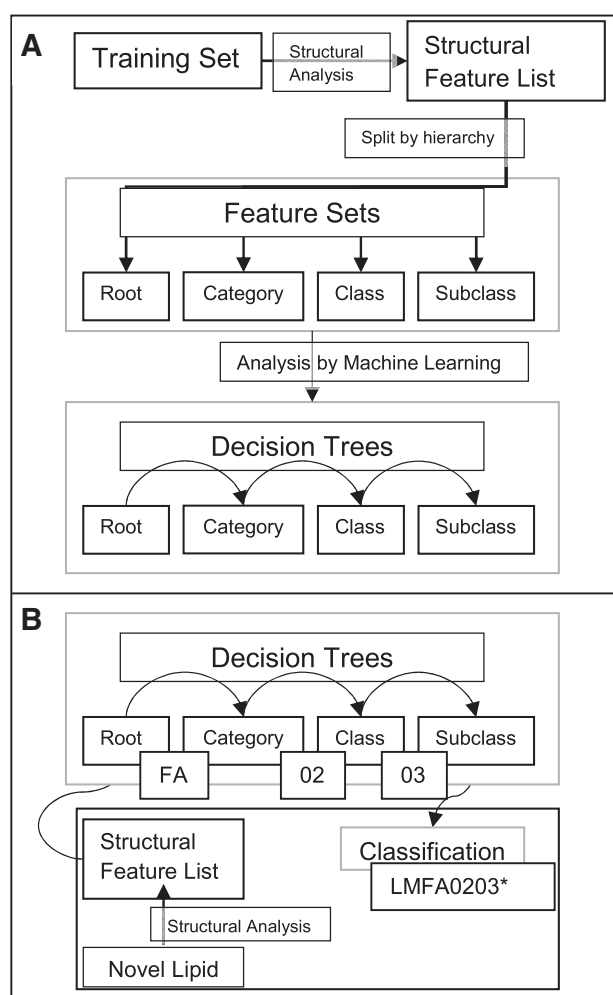 A
Training Set
Structural
Analysis
Structural
Feature List
Split by hierarchy
Feature Sets
Root
Category
Class
Subclass
Analysis by Machine Learning
Decision Trees
Root
Category
Class
Subclass
B
Decision Trees
Root
Category
Class
Subclass
FA
02
03
Structural
Feature List
Classification
LMFA0203*
Structural Analysis
Novel Lipid